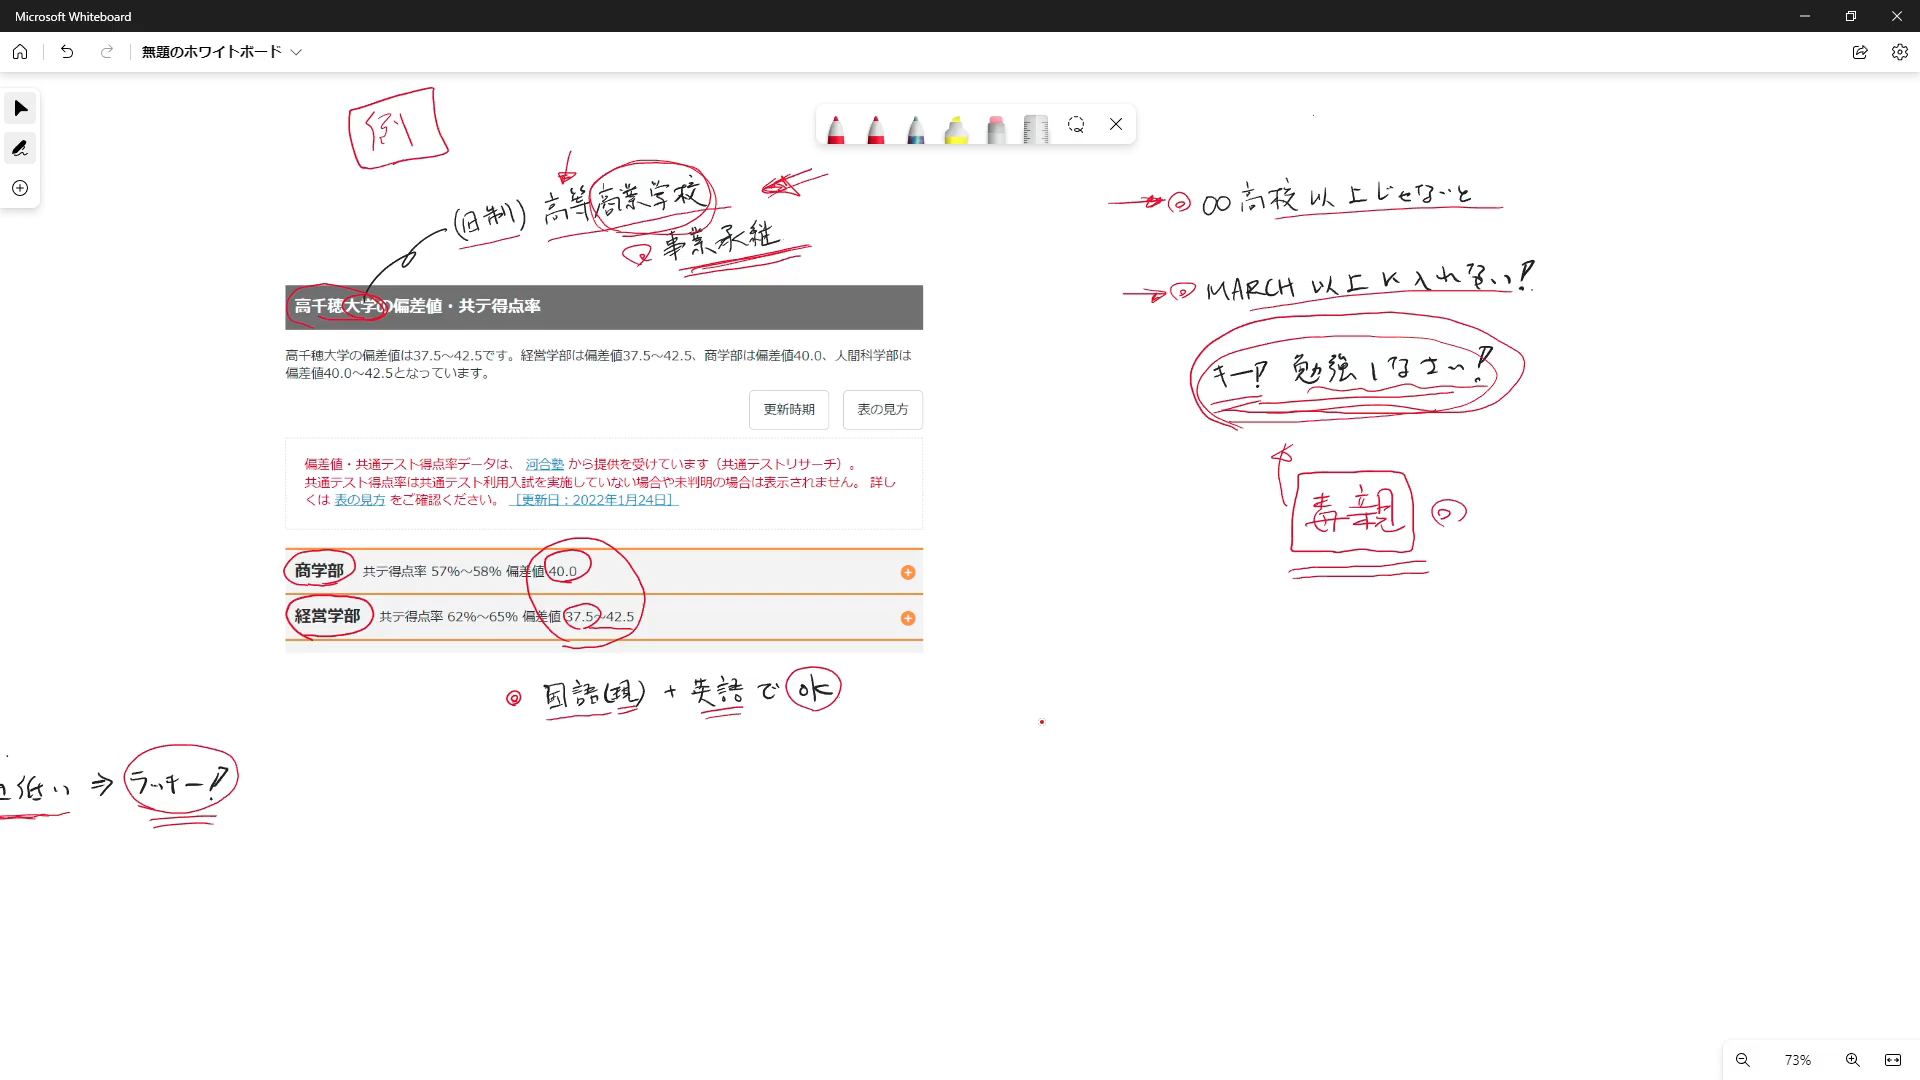 Microsoft Whiteboard
無題のホワイトボード
例
(旧制) 高等商業学校
事業承継
高千穂大学の偏差値・共テ得点率
高千穂大学の偏差値は37.5〜42.5です。経営学部は偏差値37.5〜42.5、商学部は偏差値40.0、人間科学部は
偏差値40.0〜42.5となっています。
更新時期 表の見方
偏差値・共通テスト得点率データは、 河合塾 から提供を受けています（共通テストリサーチ）。
共通テスト得点率は共通テスト利用入試を実施していない場合や未判明の場合は表示されません。 詳し
くは 表の見方 をご確認ください。 ［更新日：2022年1月24日］
商学部 共テ得点率 57%〜58% 偏差値 40.0
経営学部 共テ得点率 62%〜65% 偏差値 37.5〜42.5
国語(現) + 英語 で ok
低い ⇒ ラッキー!
→ ◎ ○○高校以上じゃないと
→ ◎ MARCH以上に入れない!
キー! 勉強しなさい!
毒親
73%